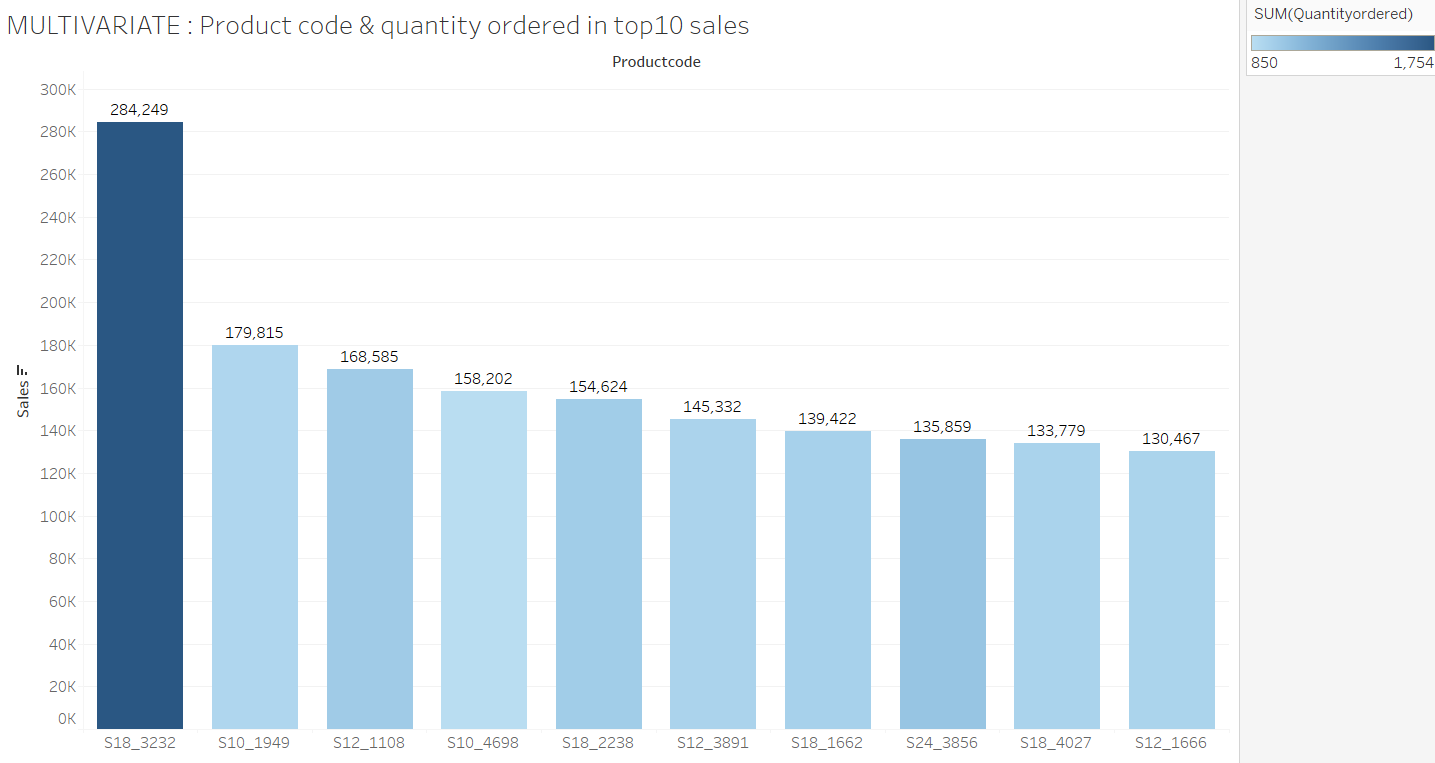 MULTIVARIATE : Product code & quantity ordered in top10 sales
SUM(Quantityordered)
850 1,754
Productcode
300K
280K
260K
240K
220K
200K
180K
160K
140K
120K
100K
80K
60K
40K
20K
0K
Sales
284,249
179,815
168,585
158,202
154,624
145,332
139,422
135,859
133,779
130,467
S18_3232 S10_1949 S12_1108 S10_4698 S18_2238 S12_3891 S18_1662 S24_3856 S18_4027 S12_1666